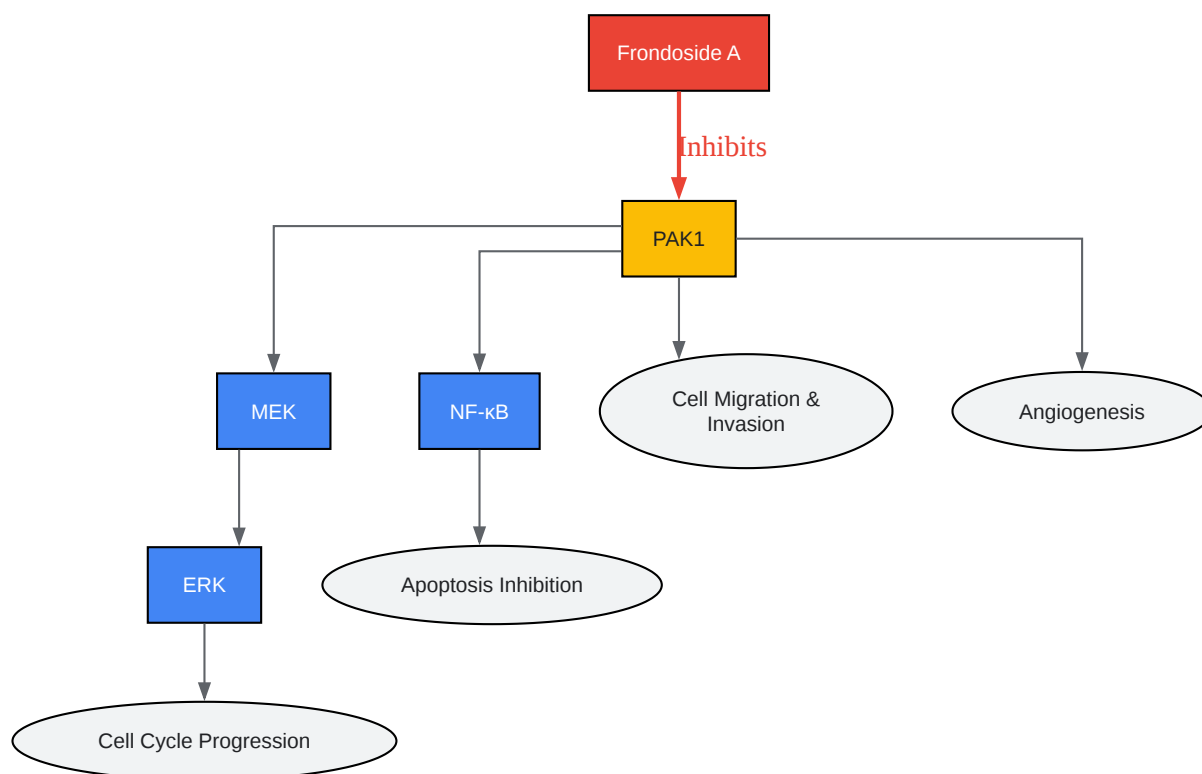 Frondoside A
Inhibits
PAK1
MEK
NF-κB
Cell Migration &
Invasion
Angiogenesis
ERK
Apoptosis Inhibition
Cell Cycle Progression